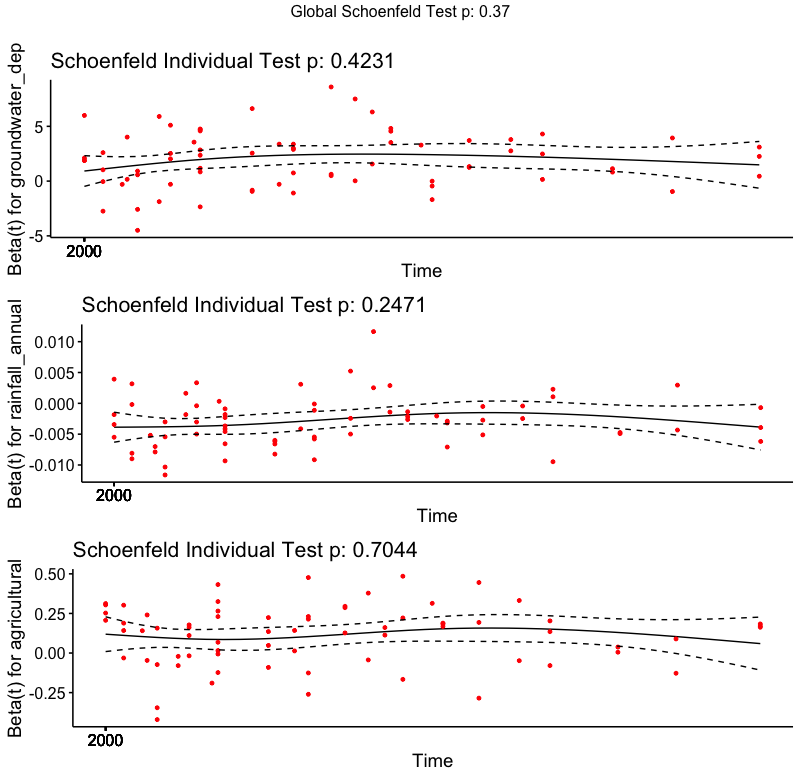 Global Schoenfeld Test p: 0.37
Schoenfeld Individual Test p: 0.4231
Beta(t) for groundwater_dep
5
0
-5
2000
Time
Schoenfeld Individual Test p: 0.2471
Beta(t) for rainfall_annual
0.010
0.005
0.000
-0.005
-0.010
2000
Time
Schoenfeld Individual Test p: 0.7044
Beta(t) for agricultural
0.50
0.25
0.00
-0.25
2000
Time